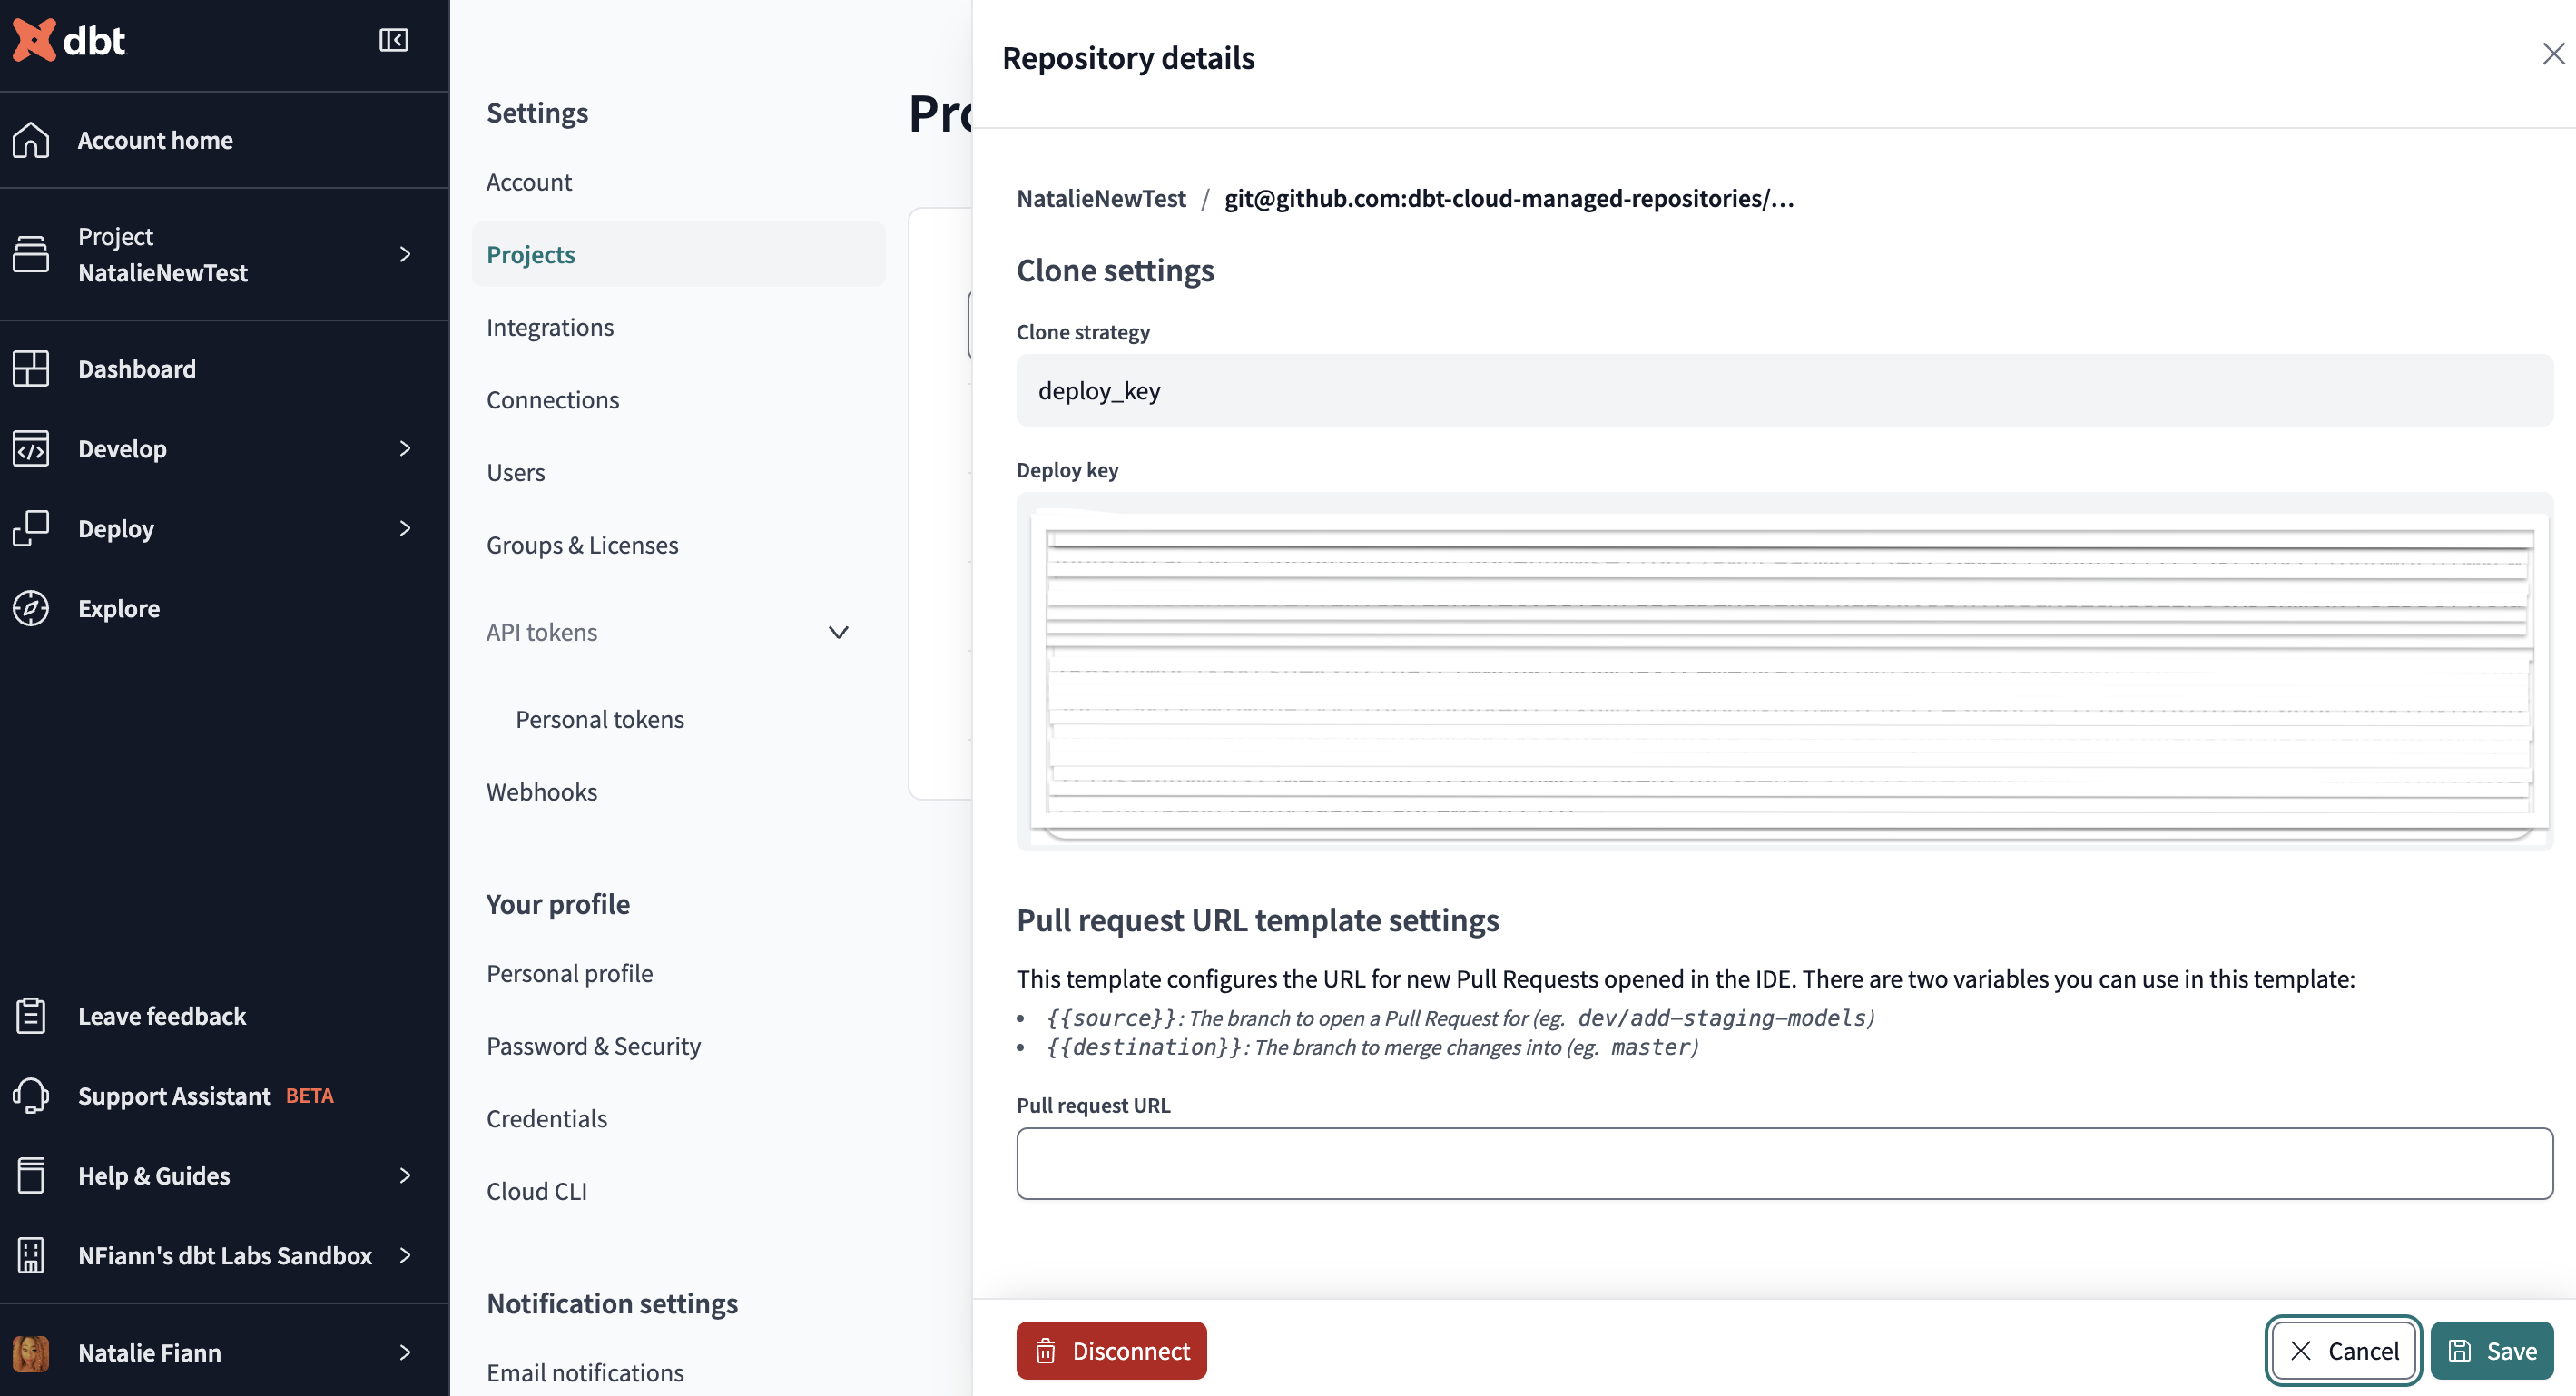 dbt
Account home
Project
NatalieNewTest
Dashboard
Develop
Deploy
Explore
Leave feedback
Support Assistant BETA
Help & Guides
NFiann's dbt Labs Sandbox
Natalie Fiann
Settings
Account
Projects
Integrations
Connections
Users
Groups & Licenses
API tokens
Personal tokens
Webhooks
Your profile
Personal profile
Password & Security
Credentials
Cloud CLI
Notification settings
Email notifications
Repository details
NatalieNewTest / git@github.com:dbt-cloud-managed-repositories/…
Clone settings
Clone strategy
deploy_key
Deploy key
Pull request URL template settings
This template configures the URL for new Pull Requests opened in the IDE. There are two variables you can use in this template:
• {{source}}: The branch to open a Pull Request for (eg. dev/add-staging-models)
• {{destination}}: The branch to merge changes into (eg. master)
Pull request URL
Disconnect
Cancel
Save